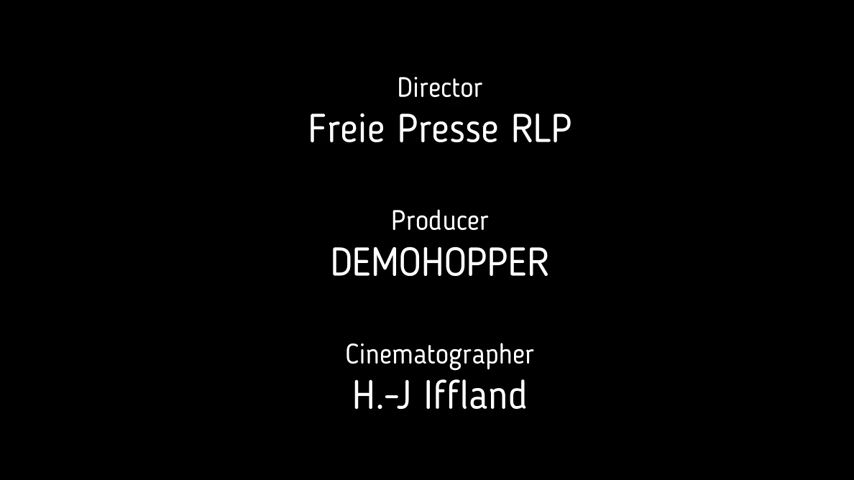 Director
Freie Presse RLP
Producer
DEMOHOPPER
Cinematographer
H.-J Iffland